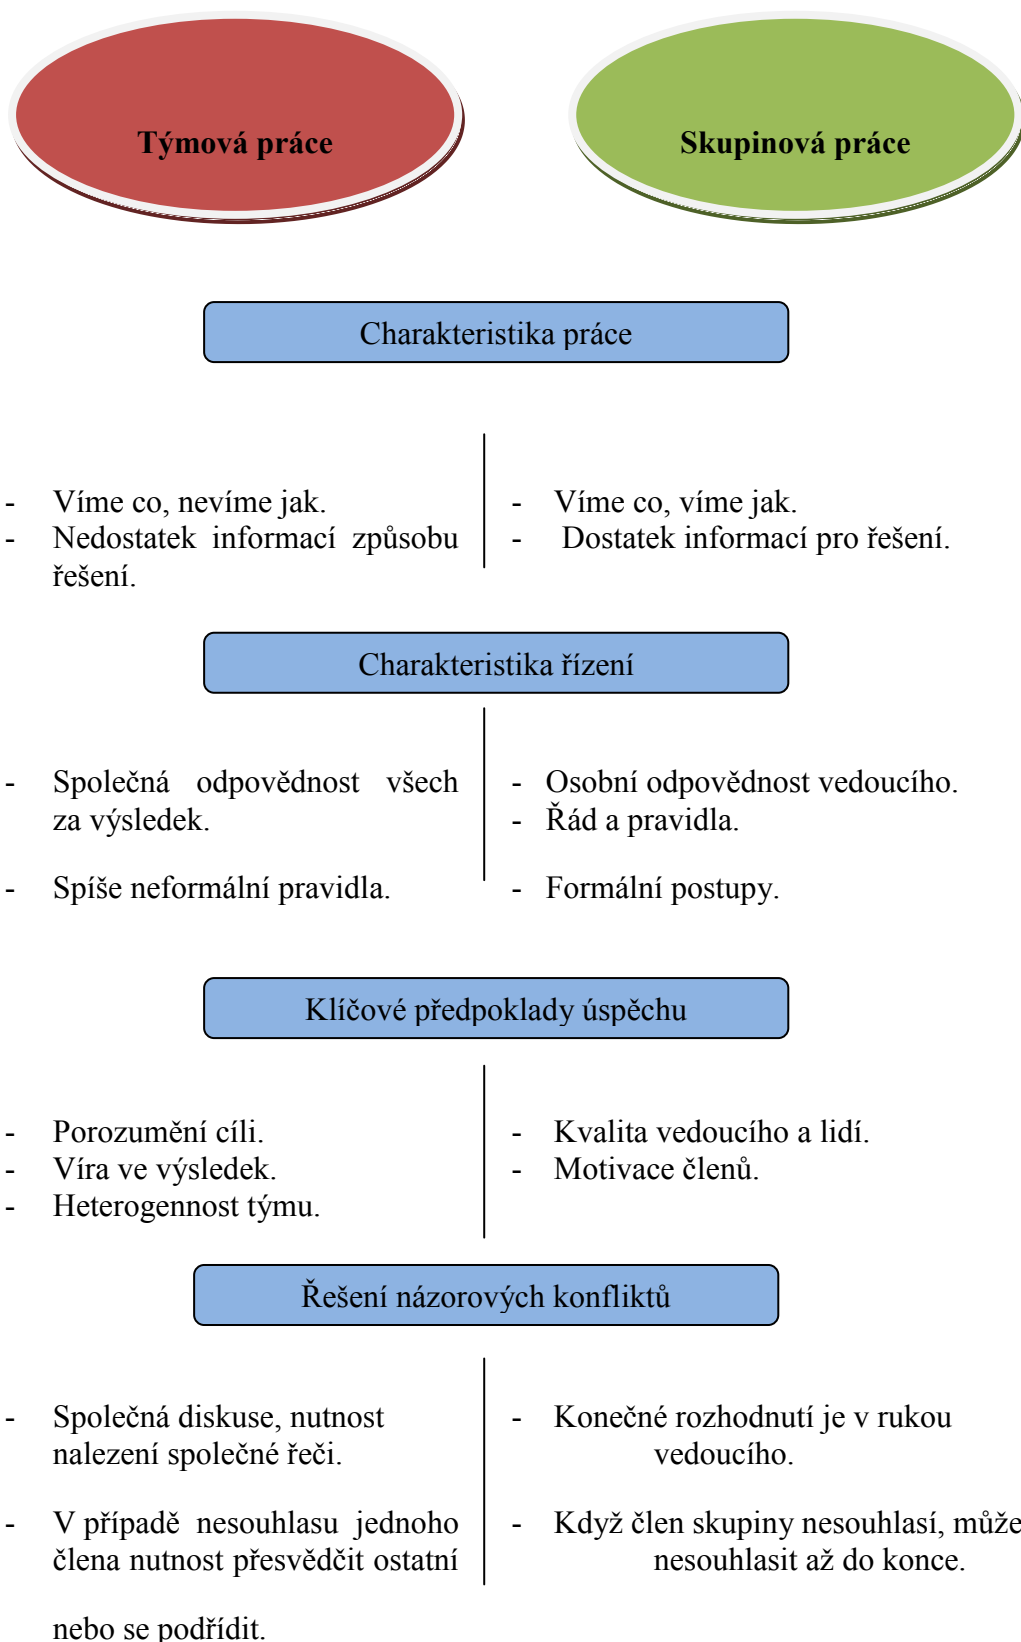 Týmová práce
Skupinová práce
Charakteristika práce
- Víme co, nevíme jak.
- Nedostatek informací způsobu
řešení.
- Víme co, víme jak.
- Dostatek informací pro řešení.
Charakteristika řízení
- Společná odpovědnost všech
za výsledek.
- Spíše neformální pravidla.
- Osobní odpovědnost vedoucího.
- Řád a pravidla.
- Formální postupy.
Klíčové předpoklady úspěchu
- Porozumění cíli.
- Víra ve výsledek.
- Heterogennost týmu.
- Kvalita vedoucího a lidí.
- Motivace členů.
Řešení názorových konfliktů
- Společná diskuse, nutnost
nalezení společné řeči.
- V případě nesouhlasu jednoho
člena nutnost přesvědčit ostatní
nebo se podřídit.
- Konečné rozhodnutí je v rukou
vedoucího.
- Když člen skupiny nesouhlasí, může
nesouhlasit až do konce.